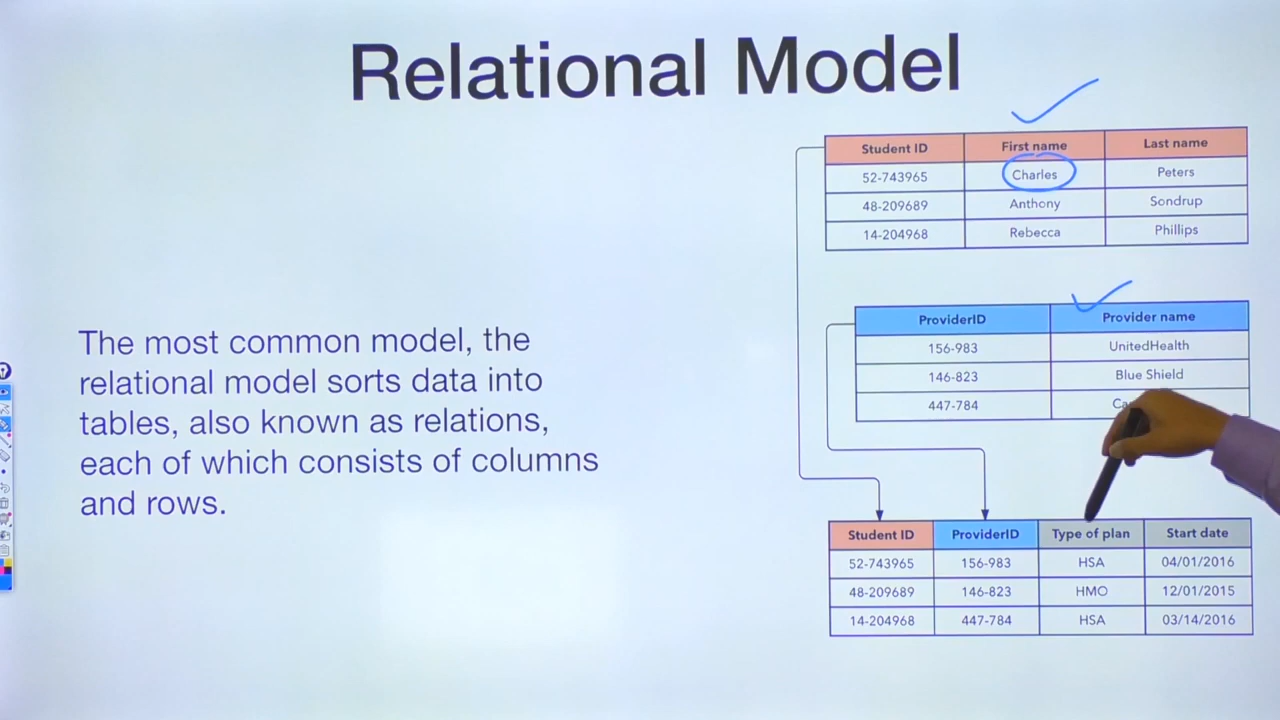 Relational Model
The most common model, the
relational model sorts data into
tables, also known as relations,
each of which consists of columns
and rows.
Student ID First name Last name
52-743965 Charles Peters
48-209689 Anthony Sondrup
14-204968 Rebecca Phillips
ProviderID Provider name
156-983 UnitedHealth
146-823 Blue Shield
447-784
Student ID ProviderID Type of plan Start date
52-743965 156-983 HSA 04/01/2016
48-209689 146-823 HMO 12/01/2015
14-204968 447-784 HSA 03/14/2016